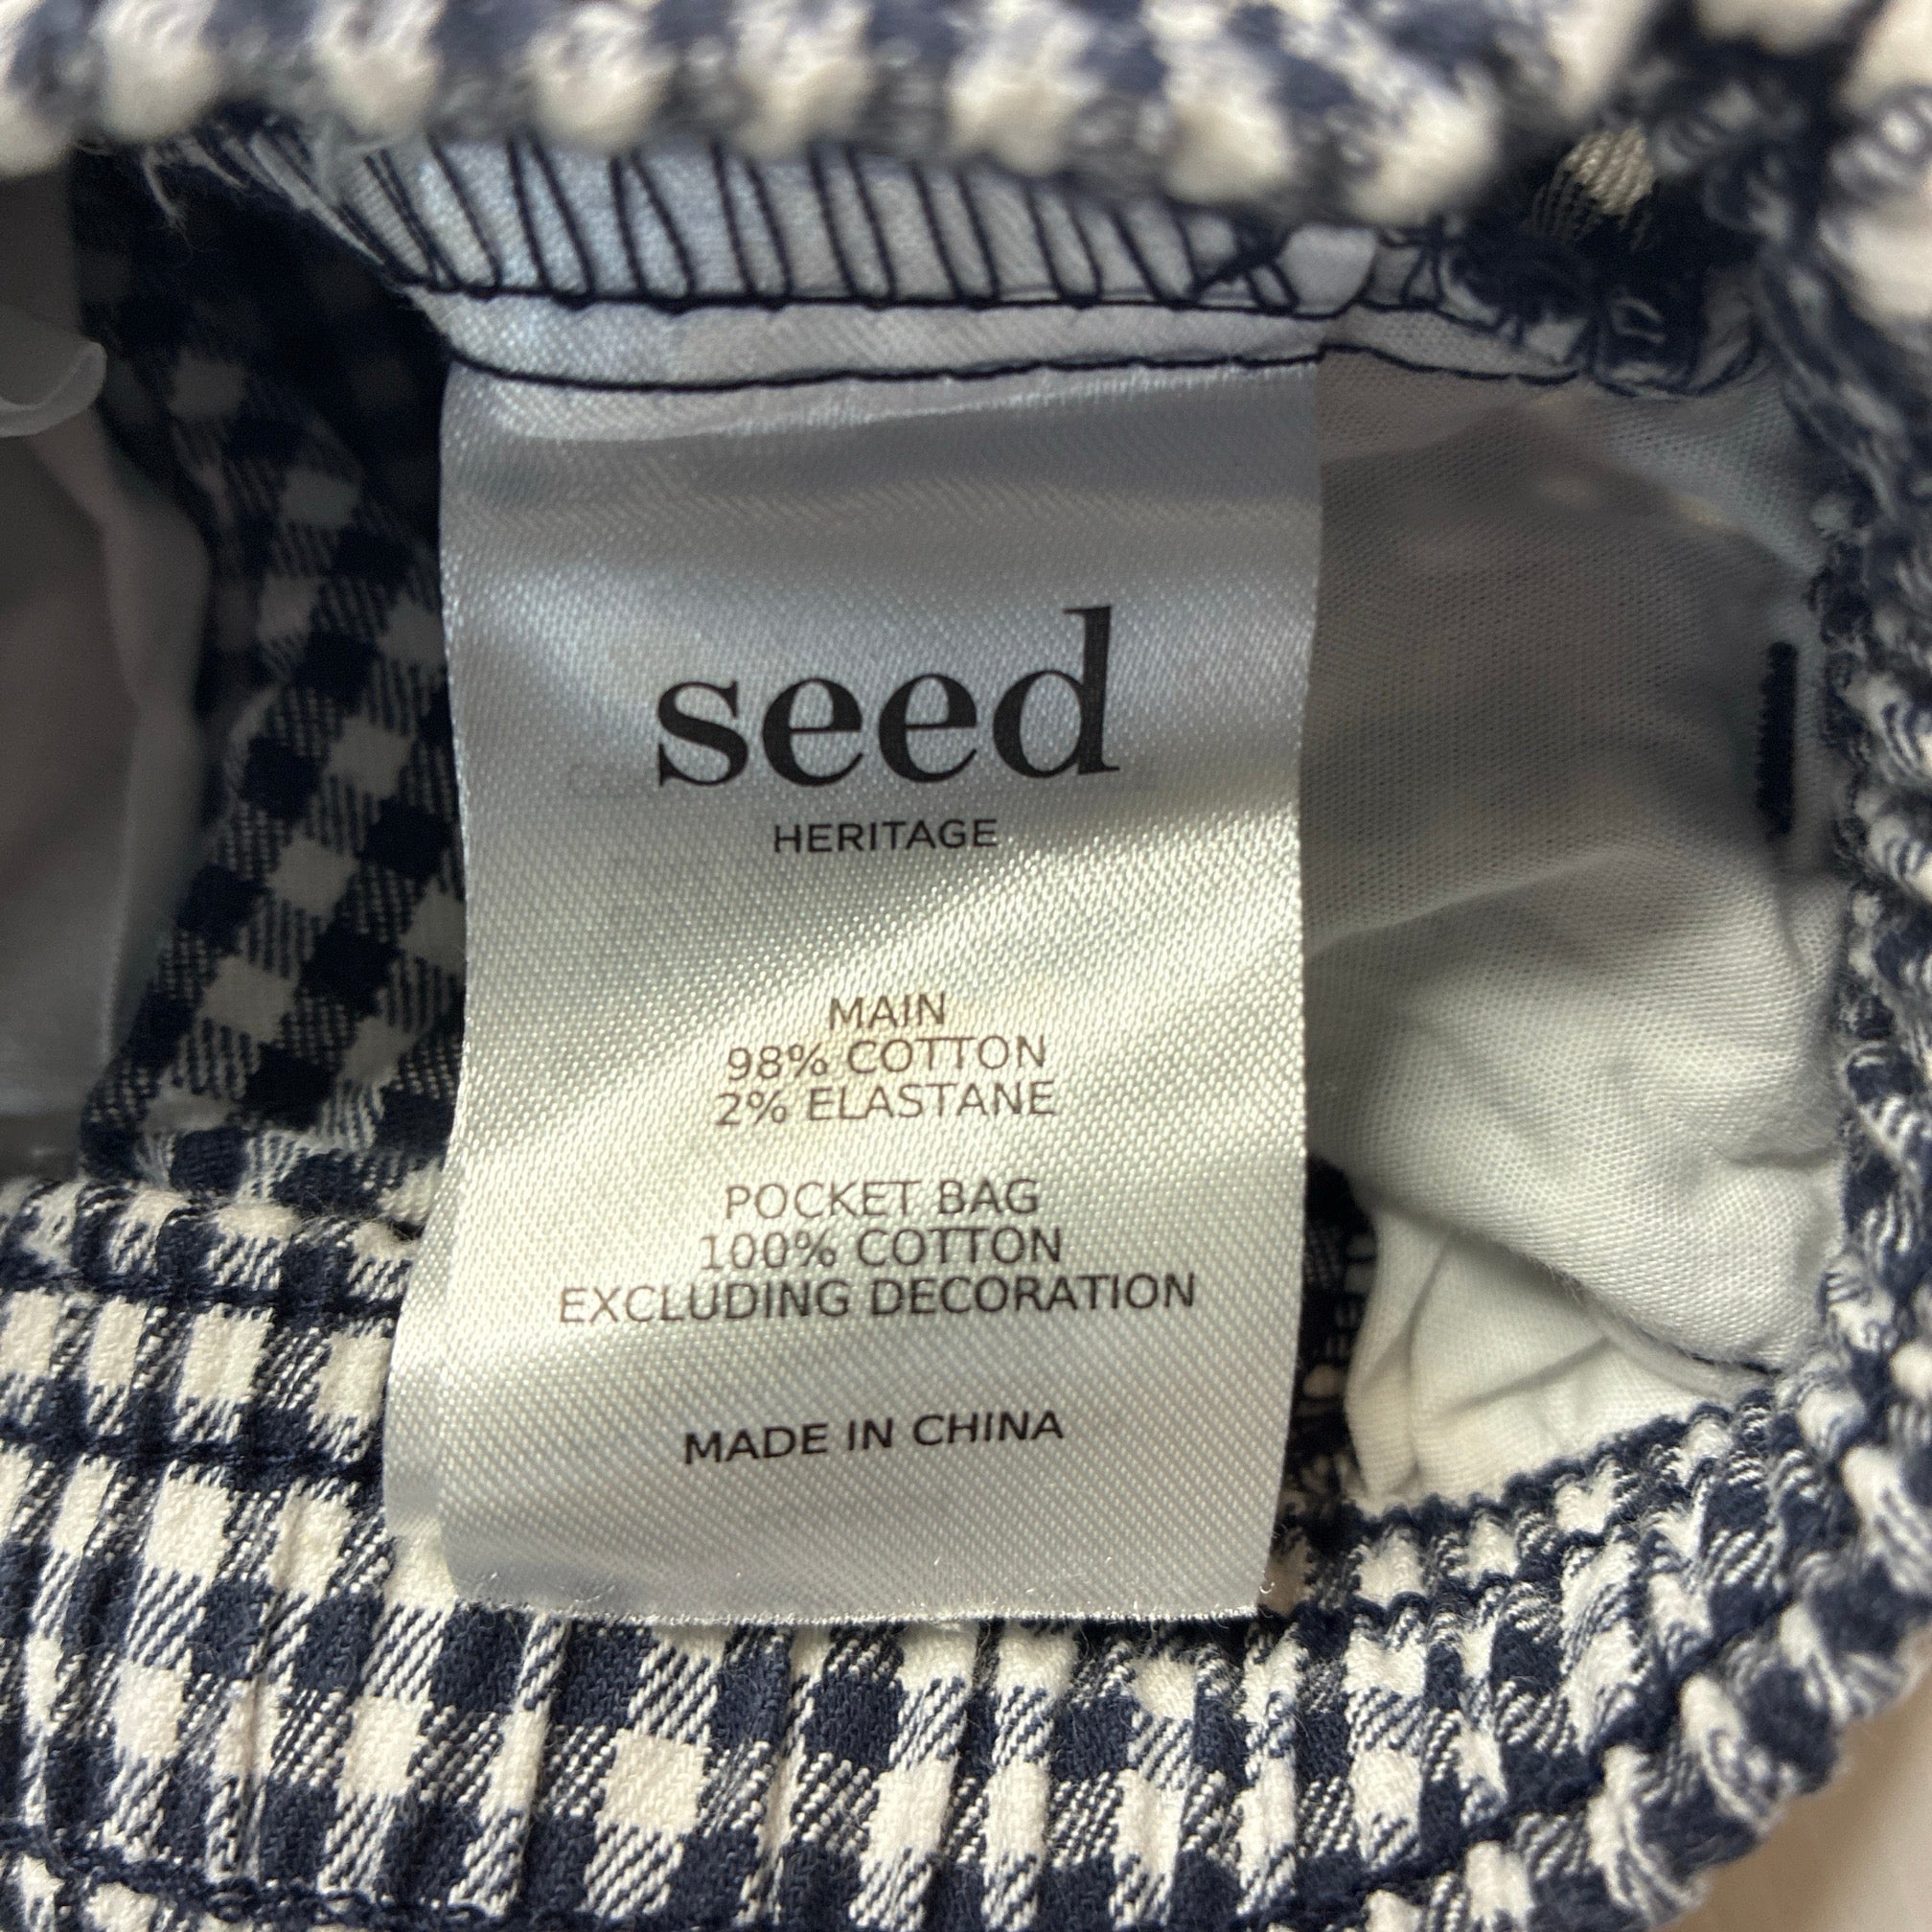 seed
HERITAGE
MAIN
98% COTTON
2% ELASTANE
POCKET BAG
100% COTTON
EXCLUDING DECORATION
MADE IN CHINA